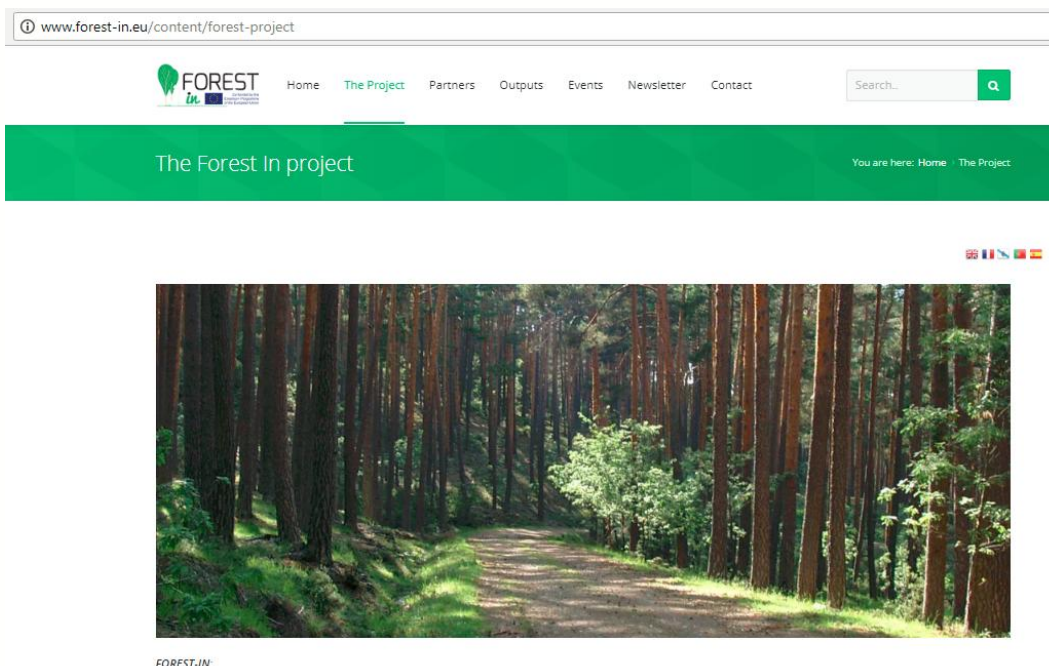 www.forest-in.eu/content/forest-project
FOREST
in
Home The Project Partners Outputs Events Newsletter Contact
Search..
The Forest In project
You are here: Home The Project
FOREST-IN: